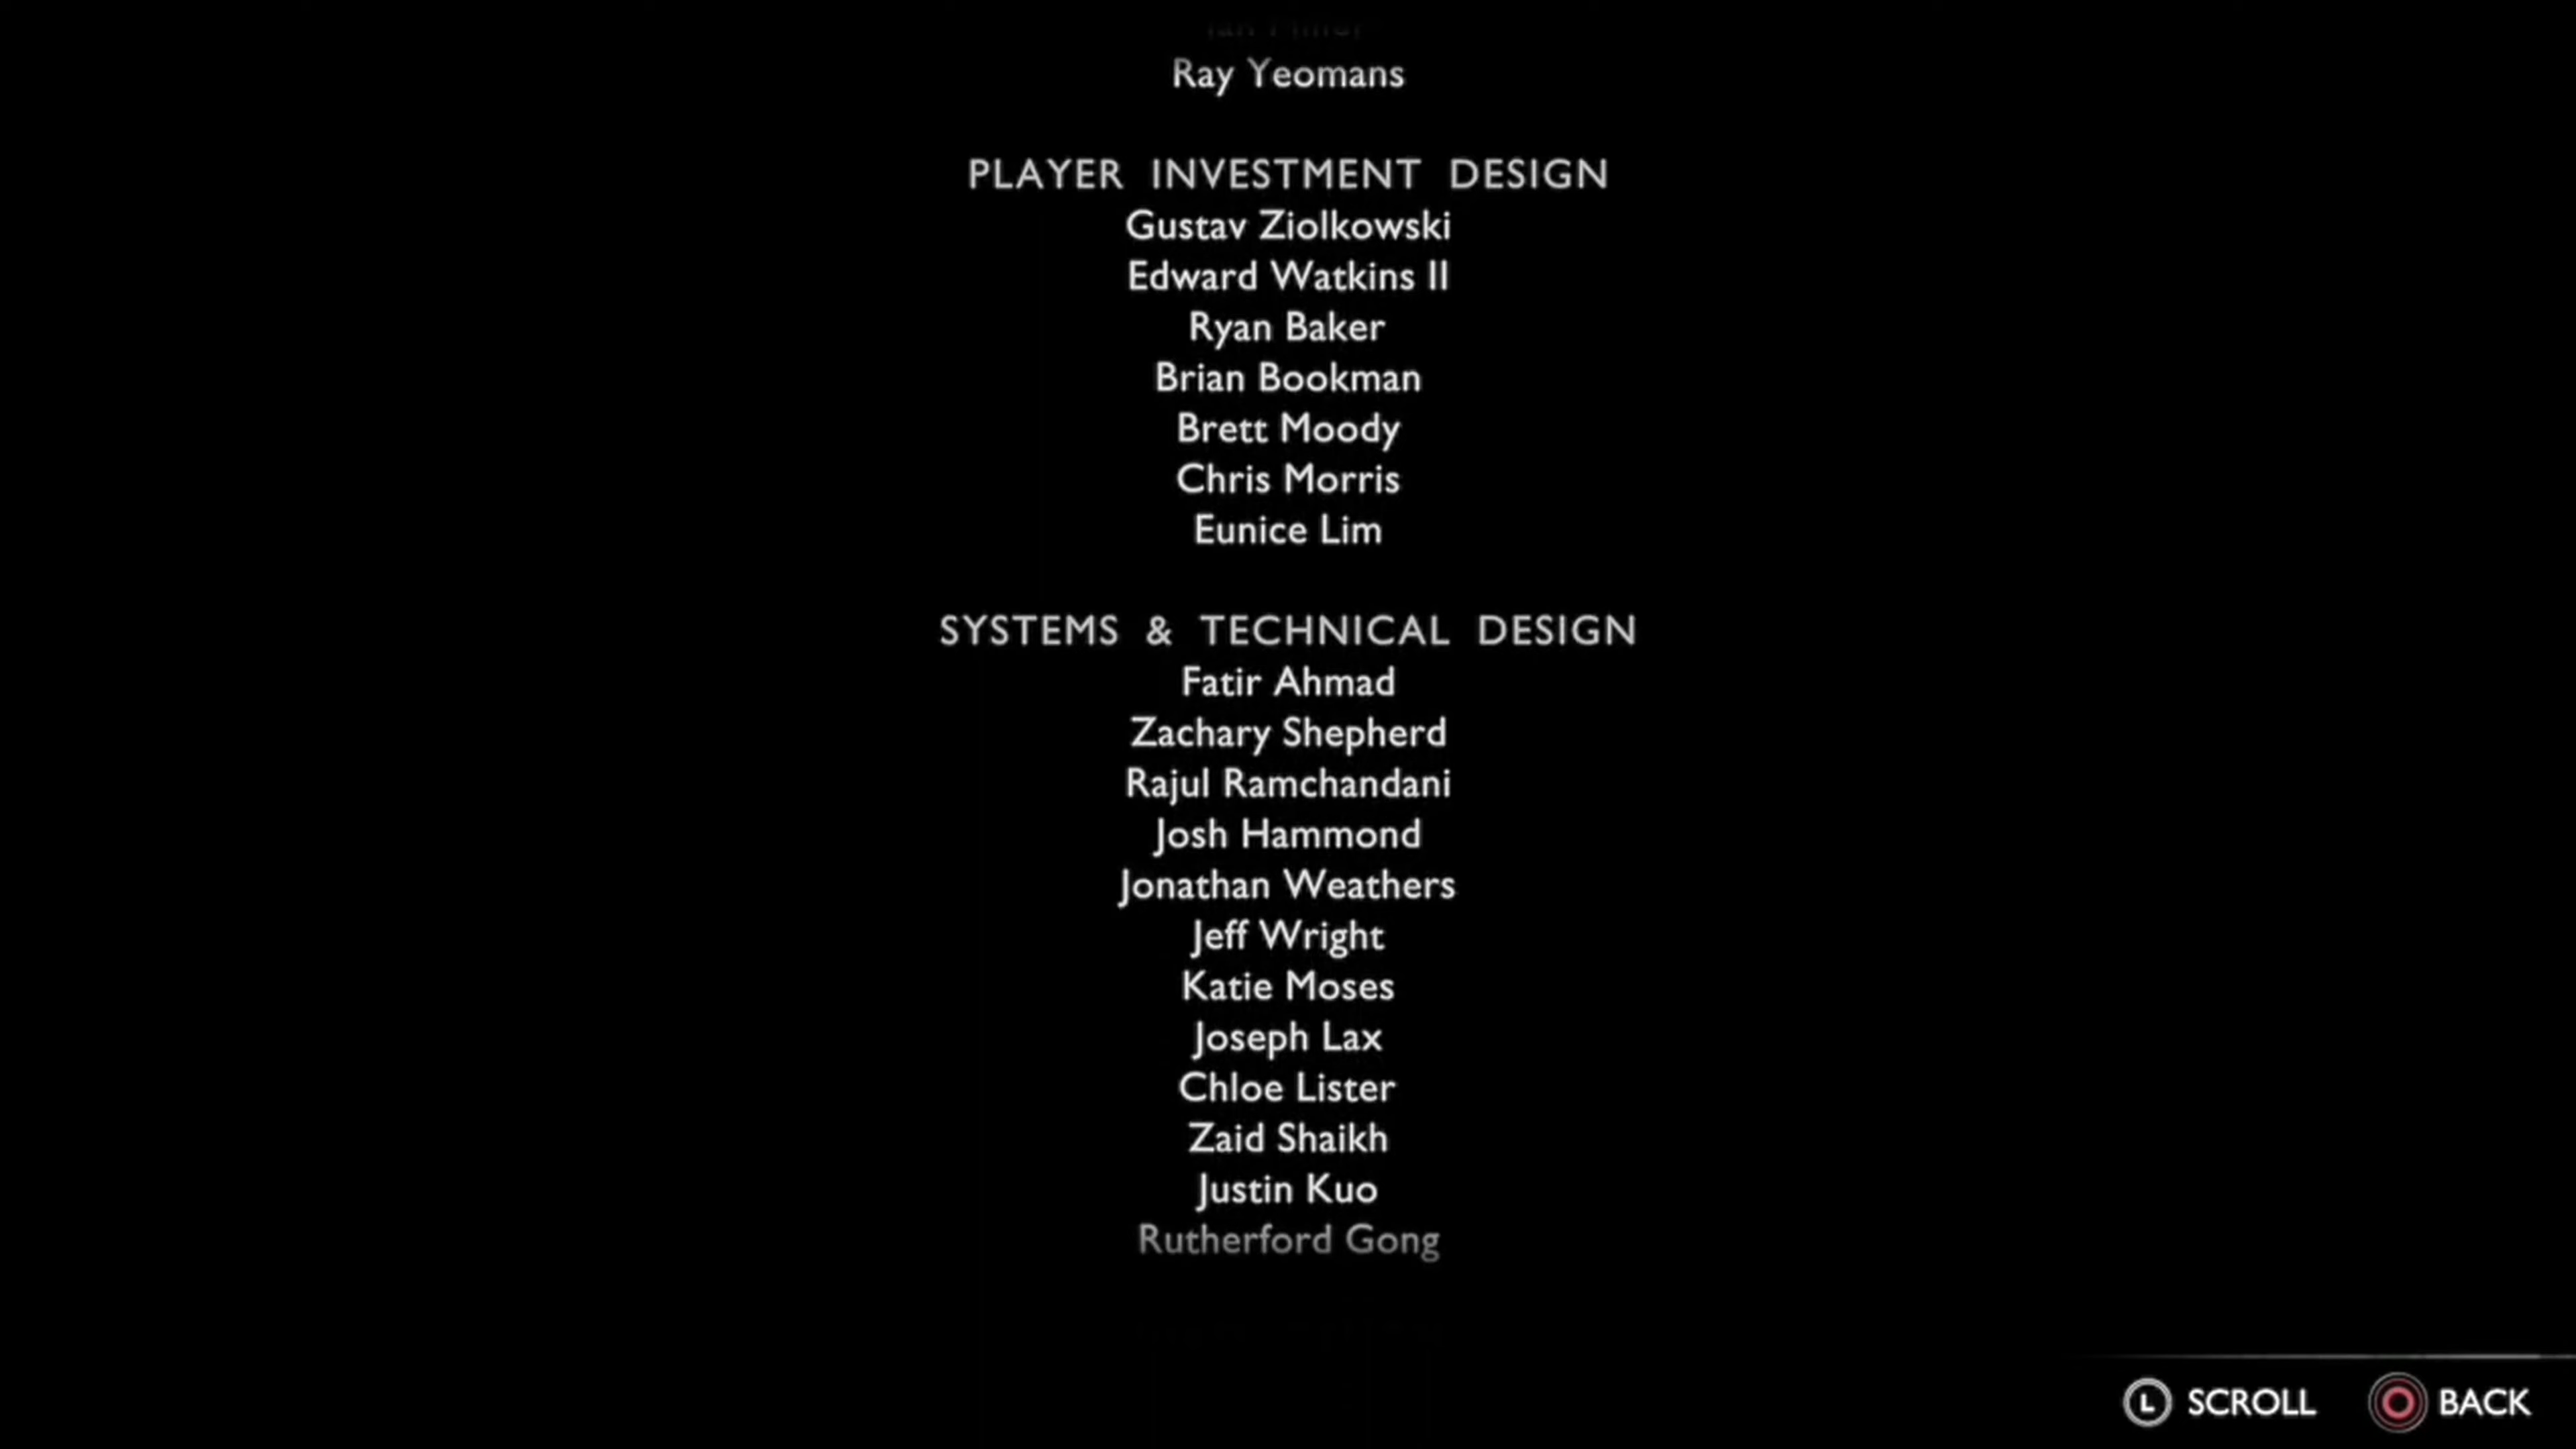 Ray Yeomans
PLAYER INVESTMENT DESIGN
Gustav Ziolkowski
Edward Watkins II
Ryan Baker
Brian Bookman
Brett Moody
Chris Morris
Eunice Lim
SYSTEMS & TECHNICAL DESIGN
Fatir Ahmad
Zachary Shepherd
Rajul Ramchandani
Josh Hammond
Jonathan Weathers
Jeff Wright
Katie Moses
Joseph Lax
Chloe Lister
Zaid Shaikh
Justin Kuo
Rutherford Gong
L SCROLL BACK